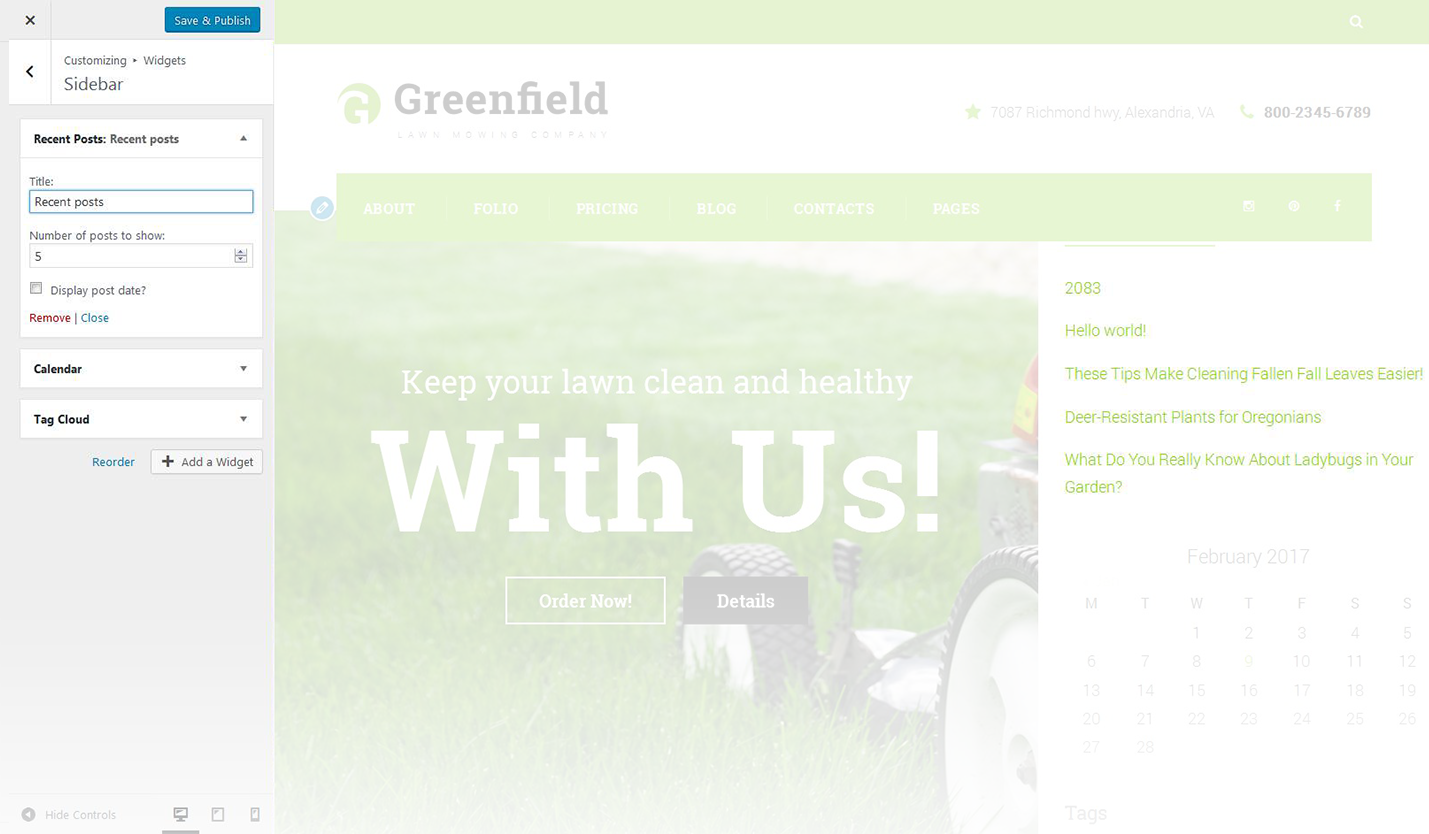 Save & Publish
Customizing ▸ Widgets
Sidebar
Recent Posts: Recent posts
Title:
Recent posts
Number of posts to show:
5
Display post date?
Remove | Close
Calendar
Tag Cloud
Reorder
Add a Widget
Hide Controls
Greenfield
LAWN MOWING COMPANY
7087 Richmond hwy, Alexandria, VA
800-2345-6789
ABOUT FOLIO PRICING BLOG CONTACTS PAGES
Keep your lawn clean and healthy
With Us!
Order Now! Details
2083
Hello world!
These Tips Make Cleaning Fallen Fall Leaves Easier!
Deer-Resistant Plants for Oregonians
What Do You Really Know About Ladybugs in Your
Garden?
February 2017
M T W T F S S
1 2 3 4 5
6 7 8 9 10 11 12
13 14 15 16 17 18 19
20 21 22 23 24 25 26
27 28
Tags